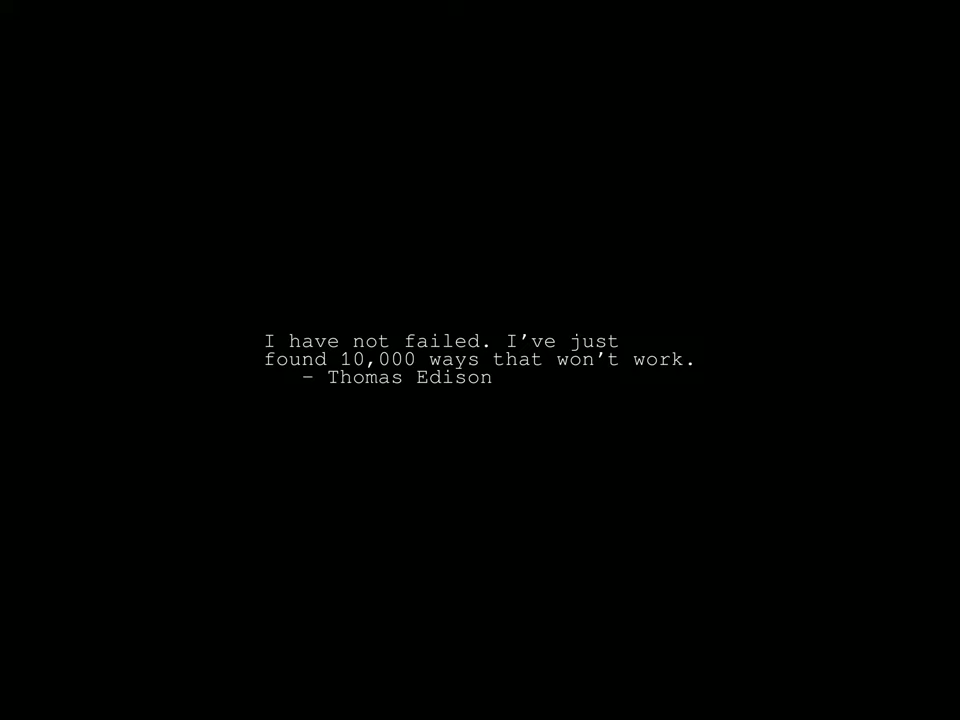 I have not failed. I’ve just
found 10,000 ways that won’t work.
– Thomas Edison